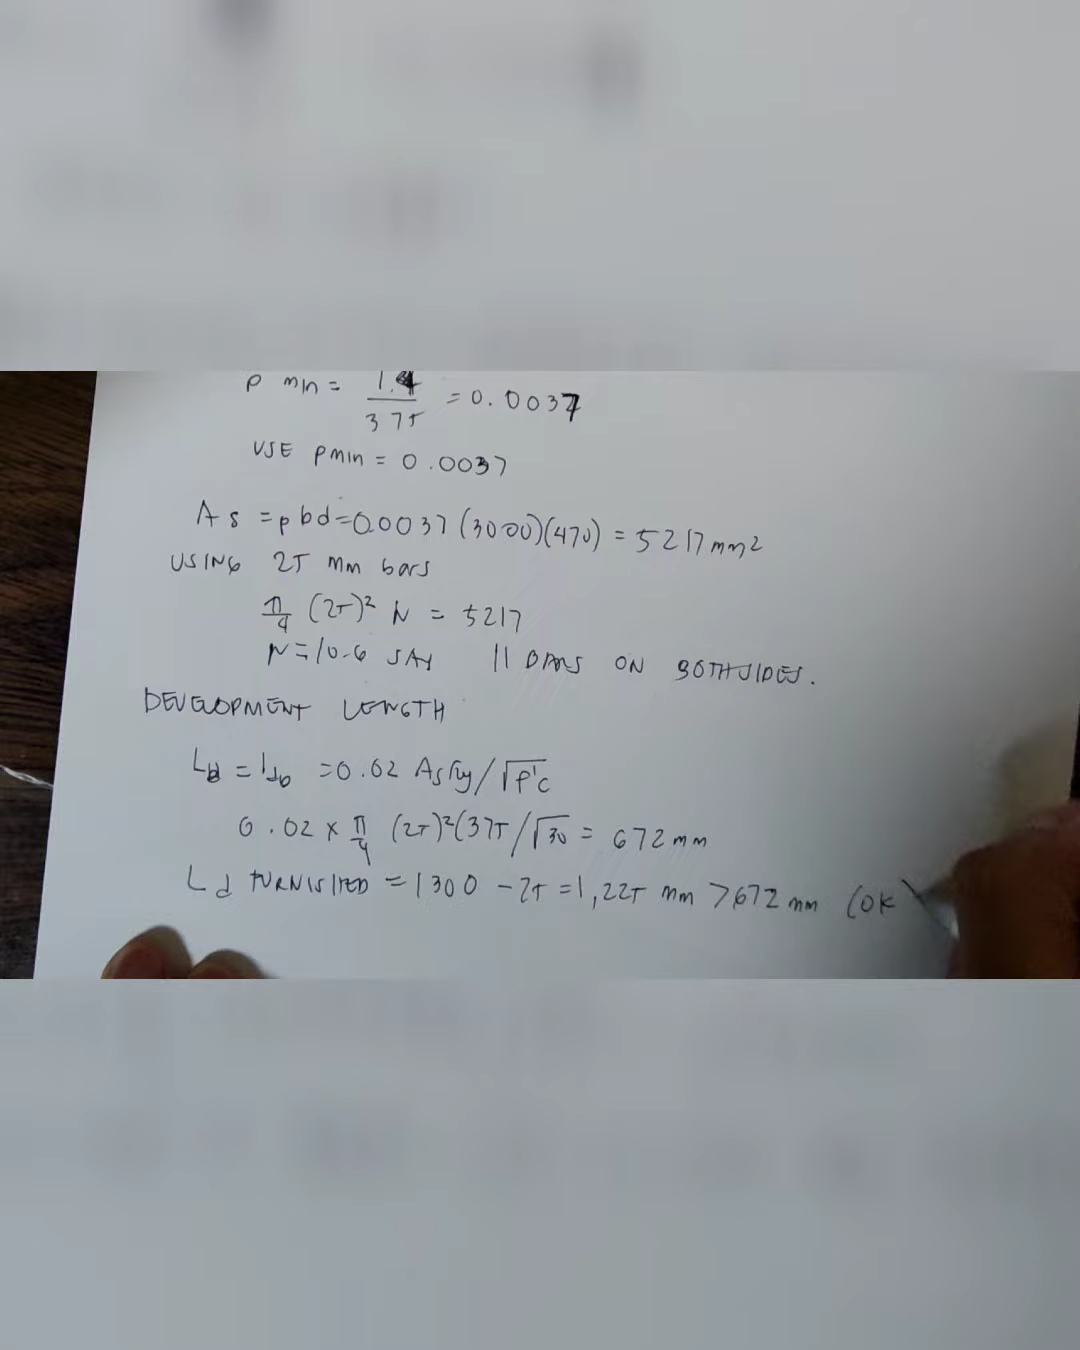 ρ min = 1.4/375 = 0.0037
USE ρmin = 0.0037
As = ρbd = 0.0037 (3000)(470) = 5217 mm2
USING 25 mm bars
π/4 (25)² N = 5217
N = 10.6 SAY 11 BARS ON BOTH SIDES.
DEVELOPMENT LENGTH
Ld = ldb = 0.02 As fy/√f'c
0.02 x π/4 (25)²(375/√30 = 672 mm
Ld FURNISHED = 1300 - 75 = 1,225 mm > 672 mm (OK)